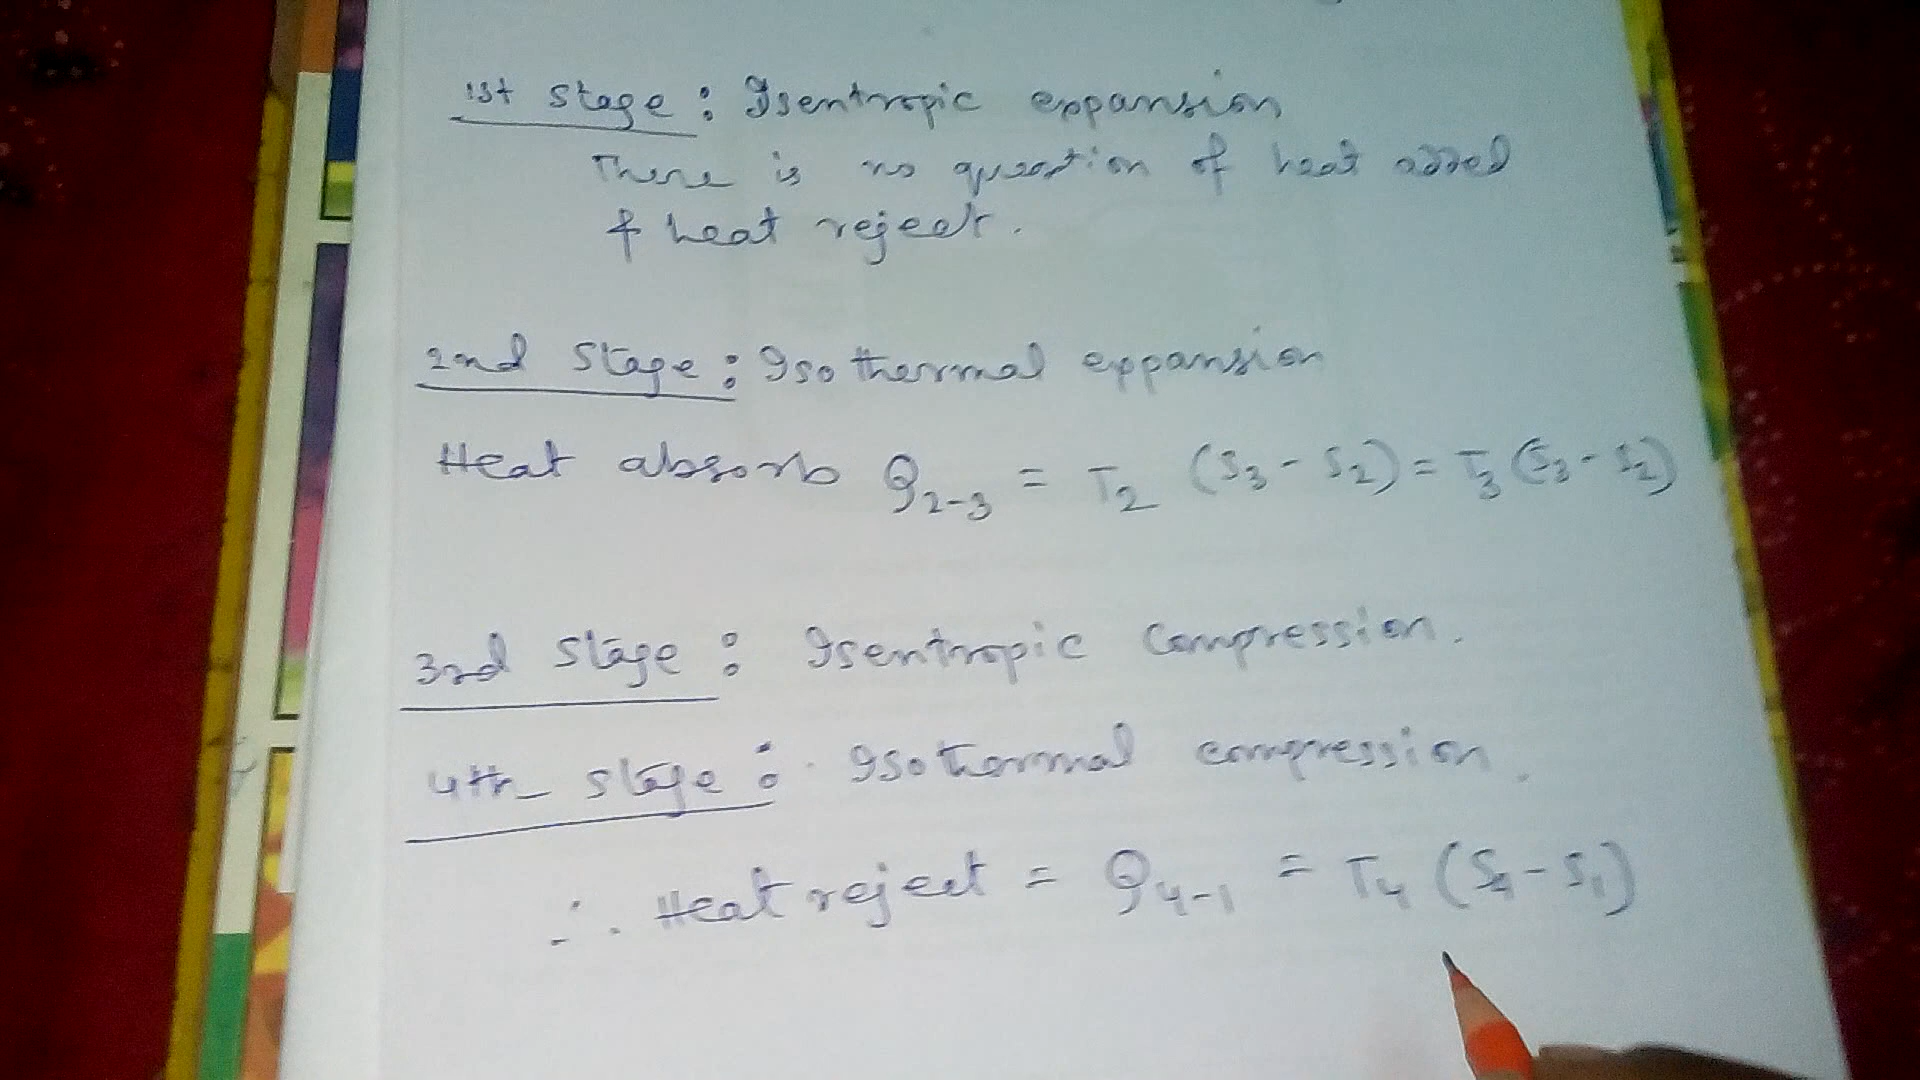 1st stage : Isentropic expansion
There is no question of heat added
& heat reject.
2nd Stage : Isothermal expansion
Heat absorb Q2-3 = T2 (S3 - S2) = T3 (S3 - S2)
3rd stage : Isentropic compression.
4th stage : Isothermal compression.
∴ Heat reject = Q4-1 = T4 (S4 - S1)